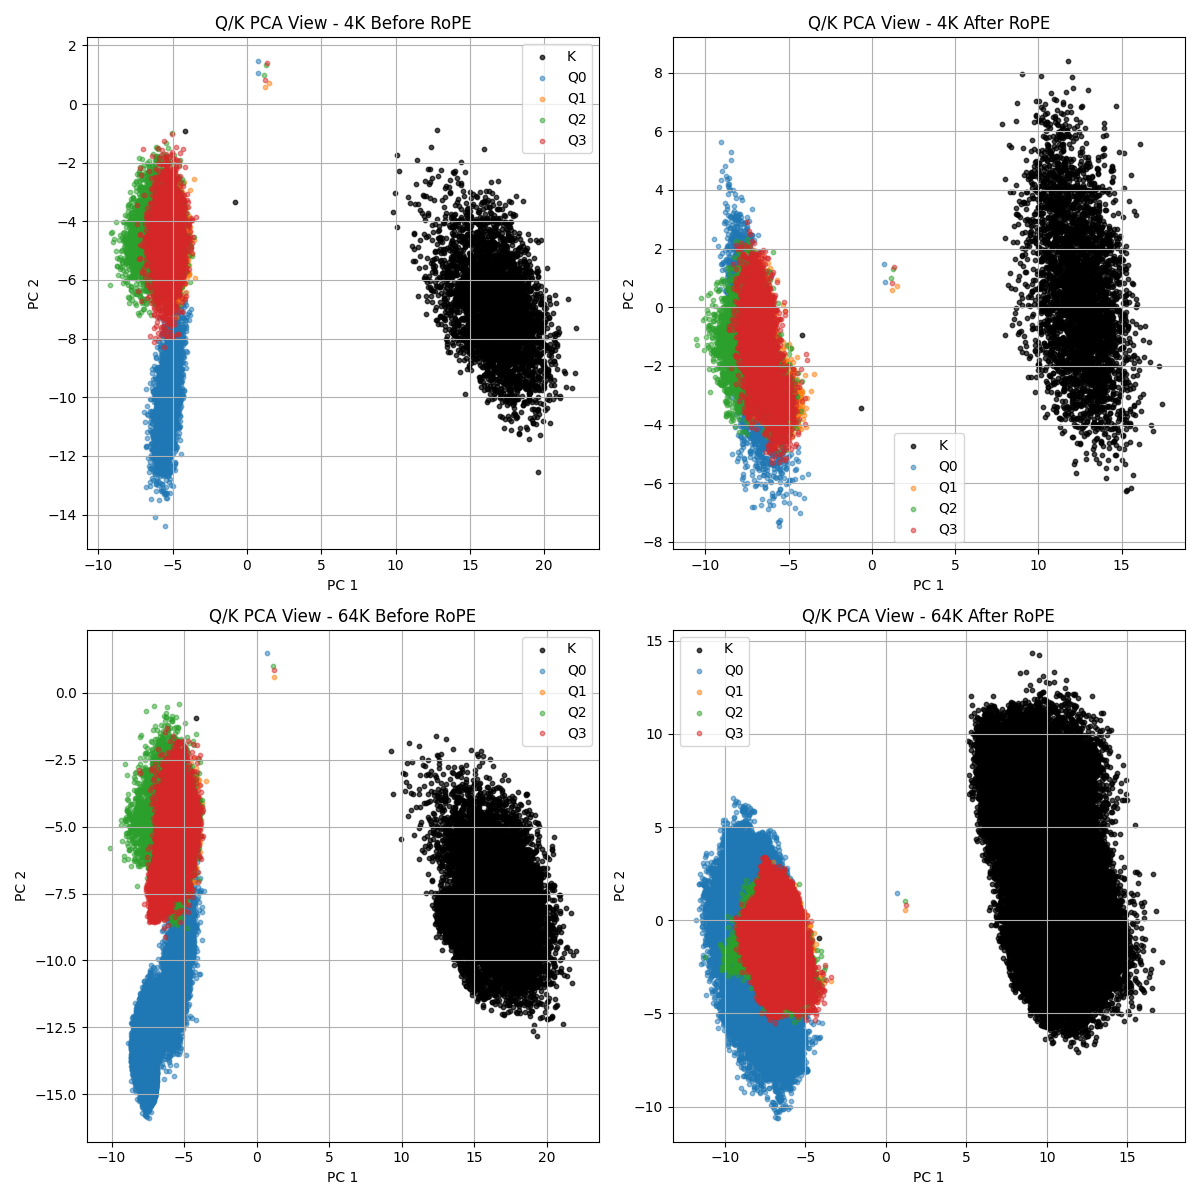 Q/K PCA View - 4K Before RoPE
2
0
−2
−4
−6
−8
−10
−12
−14
PC 2
−10
−5
0
5
10
15
20
PC 1
K
Q0
Q1
Q2
Q3
Q/K PCA View - 4K After RoPE
8
6
4
2
0
−2
−4
−6
−8
PC 2
−10
−5
0
5
10
15
PC 1
K
Q0
Q1
Q2
Q3
Q/K PCA View - 64K Before RoPE
0.0
−2.5
−5.0
−7.5
−10.0
−12.5
−15.0
PC 2
−10
−5
0
5
10
15
20
PC 1
K
Q0
Q1
Q2
Q3
Q/K PCA View - 64K After RoPE
15
10
5
0
−5
−10
PC 2
−10
−5
0
5
10
15
PC 1
K
Q0
Q1
Q2
Q3